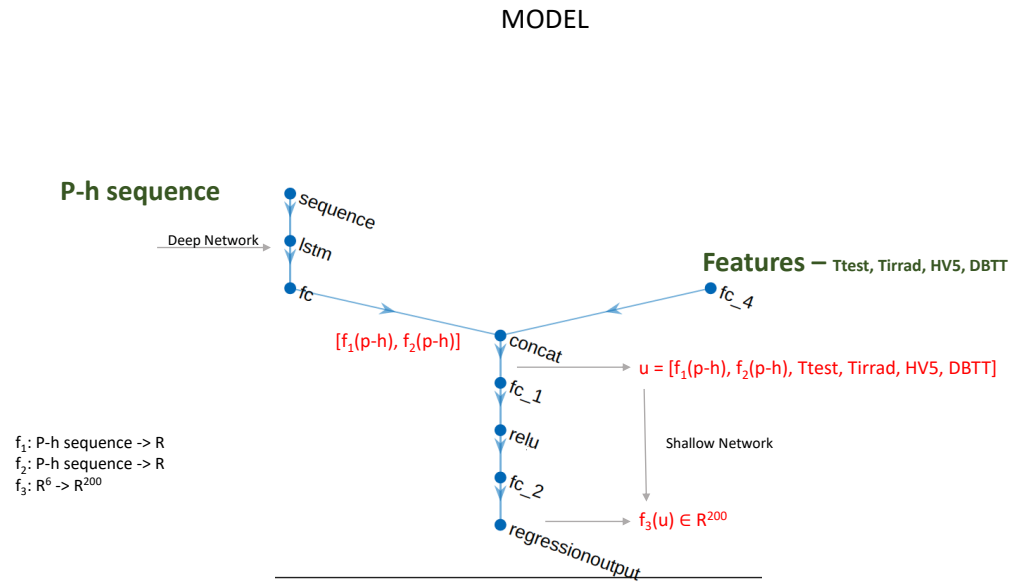 MODEL
P-h sequence
sequence
Deep Network
lstm
fc
Features – Ttest, Tirrad, HV5, DBTT
fc_4
[f₁(p-h), f₂(p-h)]
concat
u = [f₁(p-h), f₂(p-h), Ttest, Tirrad, HV5, DBTT]
fc_1
relu
Shallow Network
f₁: P-h sequence -> R
f₂: P-h sequence -> R
f₃: R⁶ -> R²⁰⁰
fc_2
f₃(u) ∈ R²⁰⁰
regressionoutput